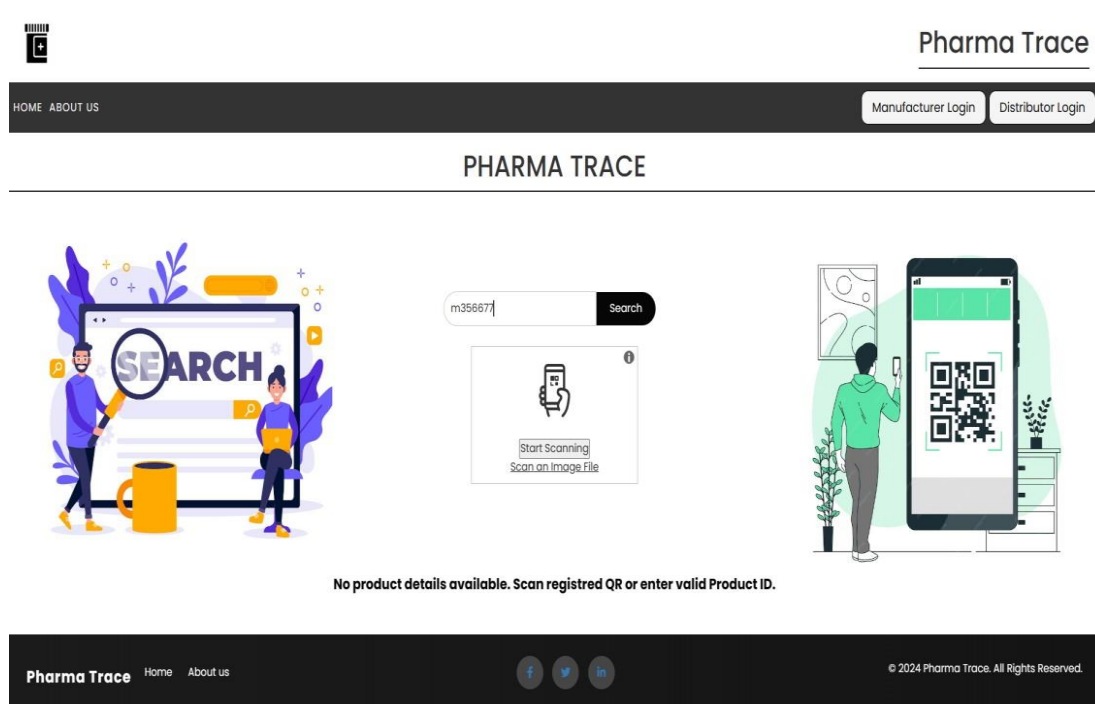 Pharma Trace
HOME ABOUT US
Manufacturer Login Distributor Login
PHARMA TRACE
SEARCH
m356677 Search
Start Scanning
Scan an Image File
No product details available. Scan registred QR or enter valid Product ID.
Pharma Trace Home About us
f in
© 2024 Pharma Trace. All Rights Reserved.